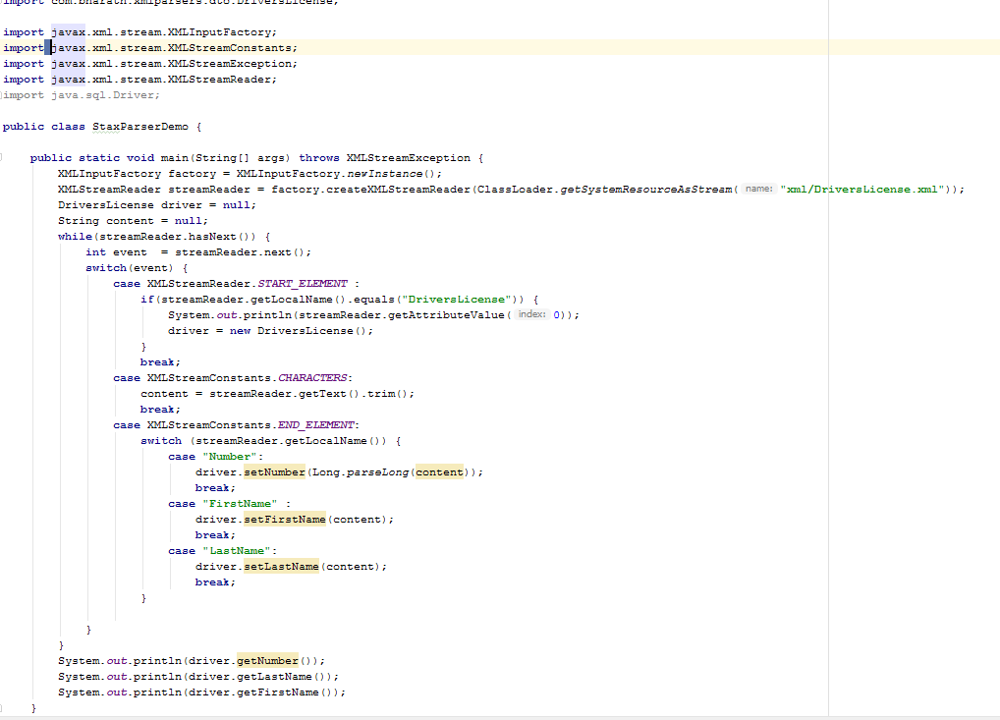 import com.bharath.xmlparsers.dto.DriversLicense;
import javax.xml.stream.XMLInputFactory;
import javax.xml.stream.XMLStreamConstants;
import javax.xml.stream.XMLStreamException;
import javax.xml.stream.XMLStreamReader;
import java.sql.Driver;
public class StaxParserDemo {
public static void main(String[] args) throws XMLStreamException {
XMLInputFactory factory = XMLInputFactory.newInstance();
XMLStreamReader streamReader = factory.createXMLStreamReader(ClassLoader.getSystemResourceAsStream( name: "xml/DriversLicense.xml"));
DriversLicense driver = null;
String content = null;
while(streamReader.hasNext()) {
int event  = streamReader.next();
switch(event) {
case XMLStreamReader.START_ELEMENT :
if(streamReader.getLocalName().equals("DriversLicense")) {
System.out.println(streamReader.getAttributeValue( index: 0));
driver = new DriversLicense();
}
break;
case XMLStreamConstants.CHARACTERS:
content = streamReader.getText().trim();
break;
case XMLStreamConstants.END_ELEMENT:
switch (streamReader.getLocalName()) {
case "Number":
driver.setNumber(Long.parseLong(content));
break;
case "FirstName" :
driver.setFirstName(content);
break;
case "LastName":
driver.setLastName(content);
break;
}
}
}
System.out.println(driver.getNumber());
System.out.println(driver.getLastName());
System.out.println(driver.getFirstName());
}